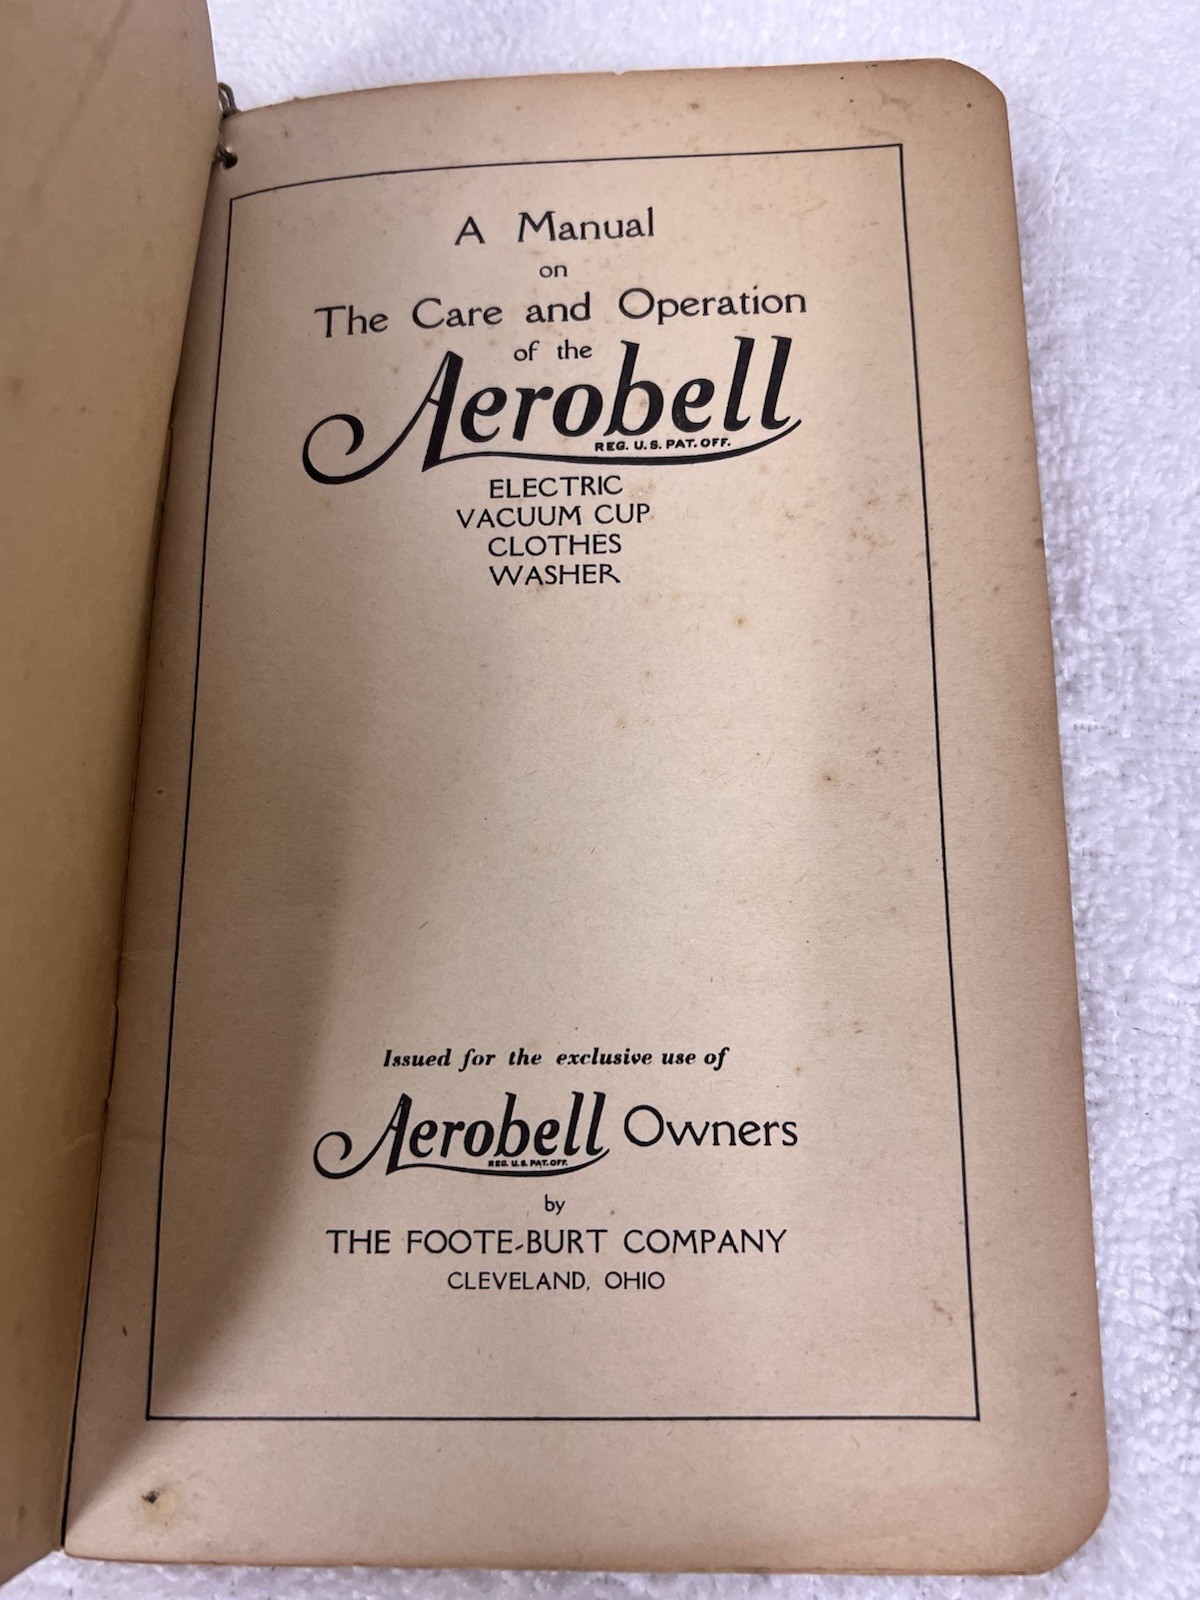 A Manual
on
The Care and Operation
of the
Aerobell
REG. U.S. PAT. OFF.
ELECTRIC
VACUUM CUP
CLOTHES
WASHER
Issued for the exclusive use of
Aerobell Owners
REG. U.S. PAT. OFF.
by
THE FOOTE-BURT COMPANY
CLEVELAND, OHIO